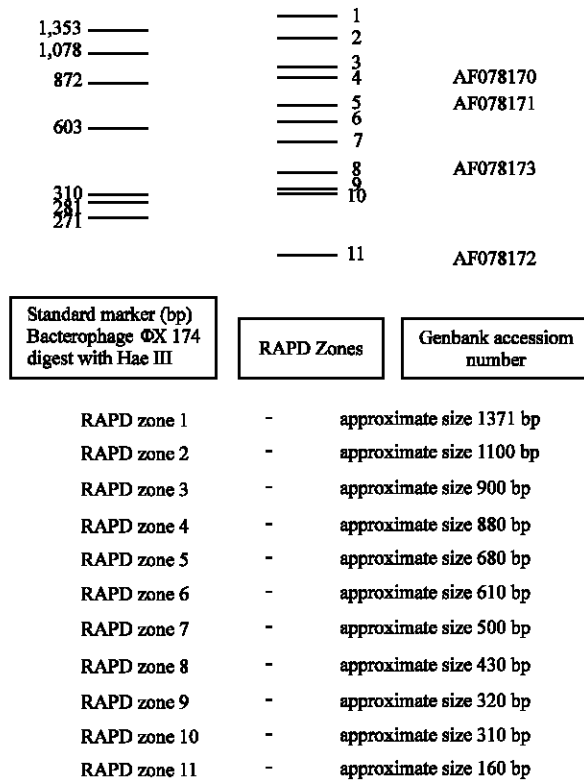 1
1,353
2
1,078
3
872
4
AF078170
5
AF078171
6
603
7
8
AF078173
9
310
10
281
271
11
AF078172
Standard marker (bp)
Bacterophage ΦX 174
digest with Hae III
RAPD Zones
Genbank accessiom
number
RAPD zone 1 - approximate size 1371 bp
RAPD zone 2 - approximate size 1100 bp
RAPD zone 3 - approximate size 900 bp
RAPD zone 4 - approximate size 880 bp
RAPD zone 5 - approximate size 680 bp
RAPD zone 6 - approximate size 610 bp
RAPD zone 7 - approximate size 500 bp
RAPD zone 8 - approximate size 430 bp
RAPD zone 9 - approximate size 320 bp
RAPD zone 10 - approximate size 310 bp
RAPD zone 11 - approximate size 160 bp